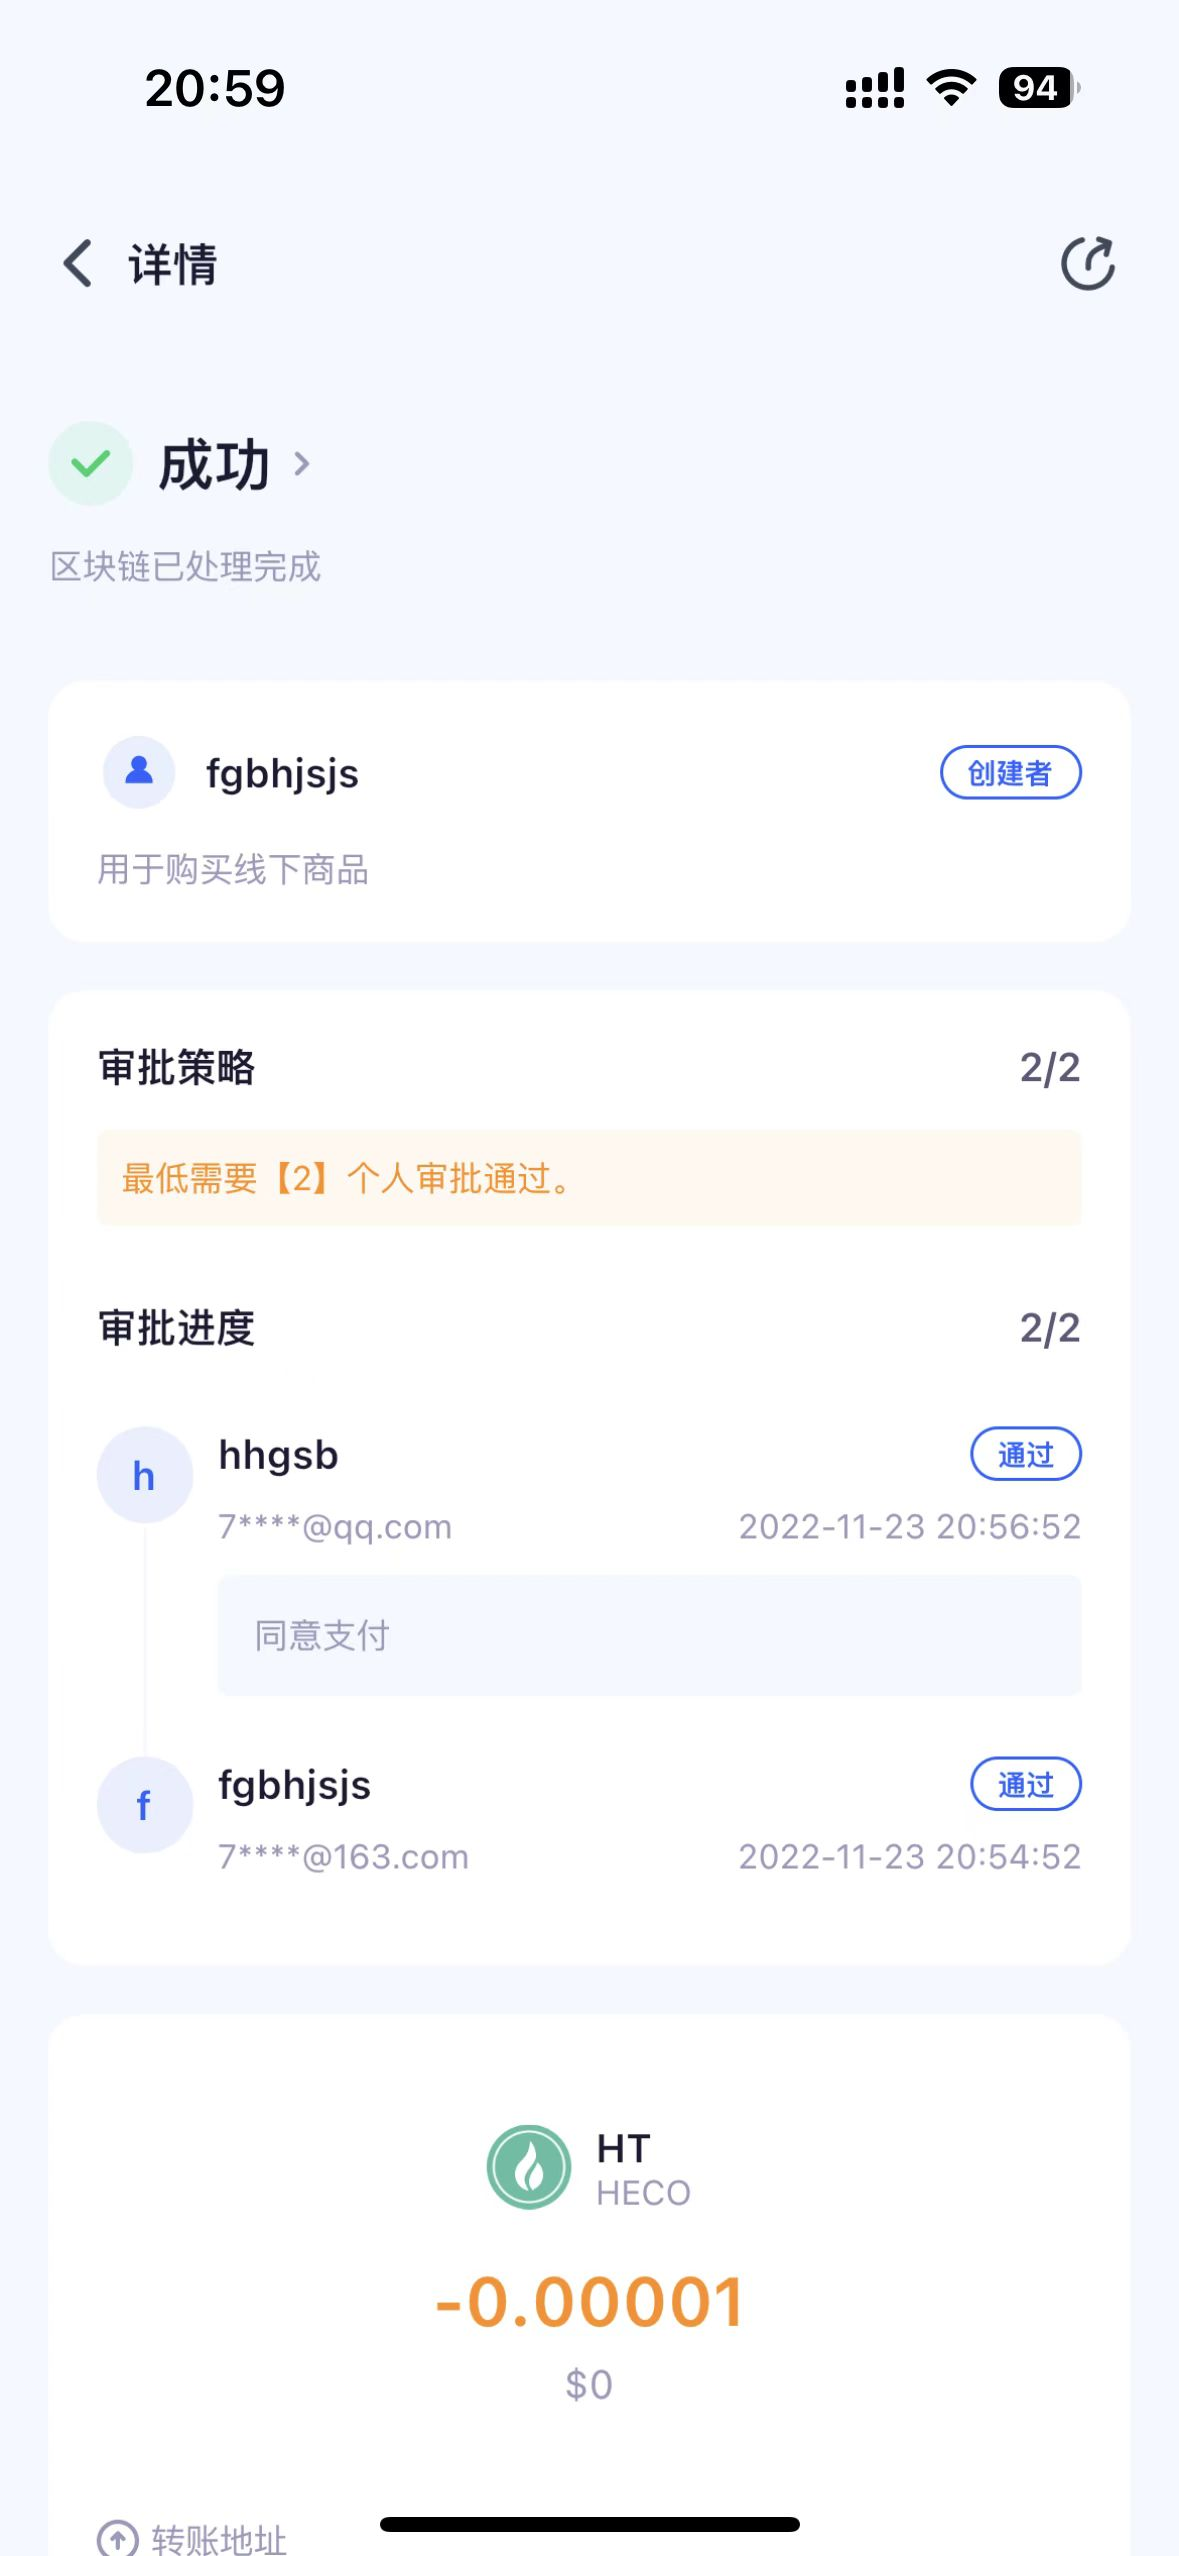 20:59
94
详情
成功
区块链已处理完成
fgbhjsjs
创建者
用于购买线下商品
审批策略
2/2
最低需要【2】个人审批通过。
审批进度
2/2
h
hhgsb
通过
7****@qq.com
2022-11-23 20:56:52
同意支付
f
fgbhjsjs
通过
7****@163.com
2022-11-23 20:54:52
HT
HECO
-0.00001
$0
转账地址